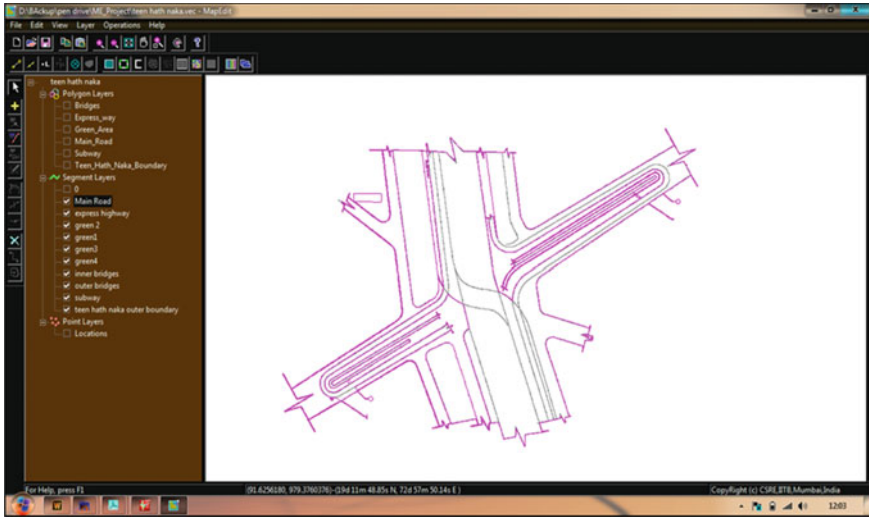 D:\BAckup\pen drive\ME_Project\teen hath naka.vec - MapEdit
File Edit View Layer Operations Help
teen hath naka
Polygon Layers
Bridges
Express_way
Green_Area
Main_Road
Subway
Teen_Hath_Naka_Boundary
Segment Layers
0
Main Road
express highway
green 2
green1
green3
green4
inner bridges
outer bridges
subway
teen hath naka outer boundary
Point Layers
Locations
For Help, press F1 (91.6256180, 979.3760376)-(19d 11m 48.85s N, 72d 57m 50.14s E ) CopyRight (c) CSRE,IITB,Mumbai,India
12:03